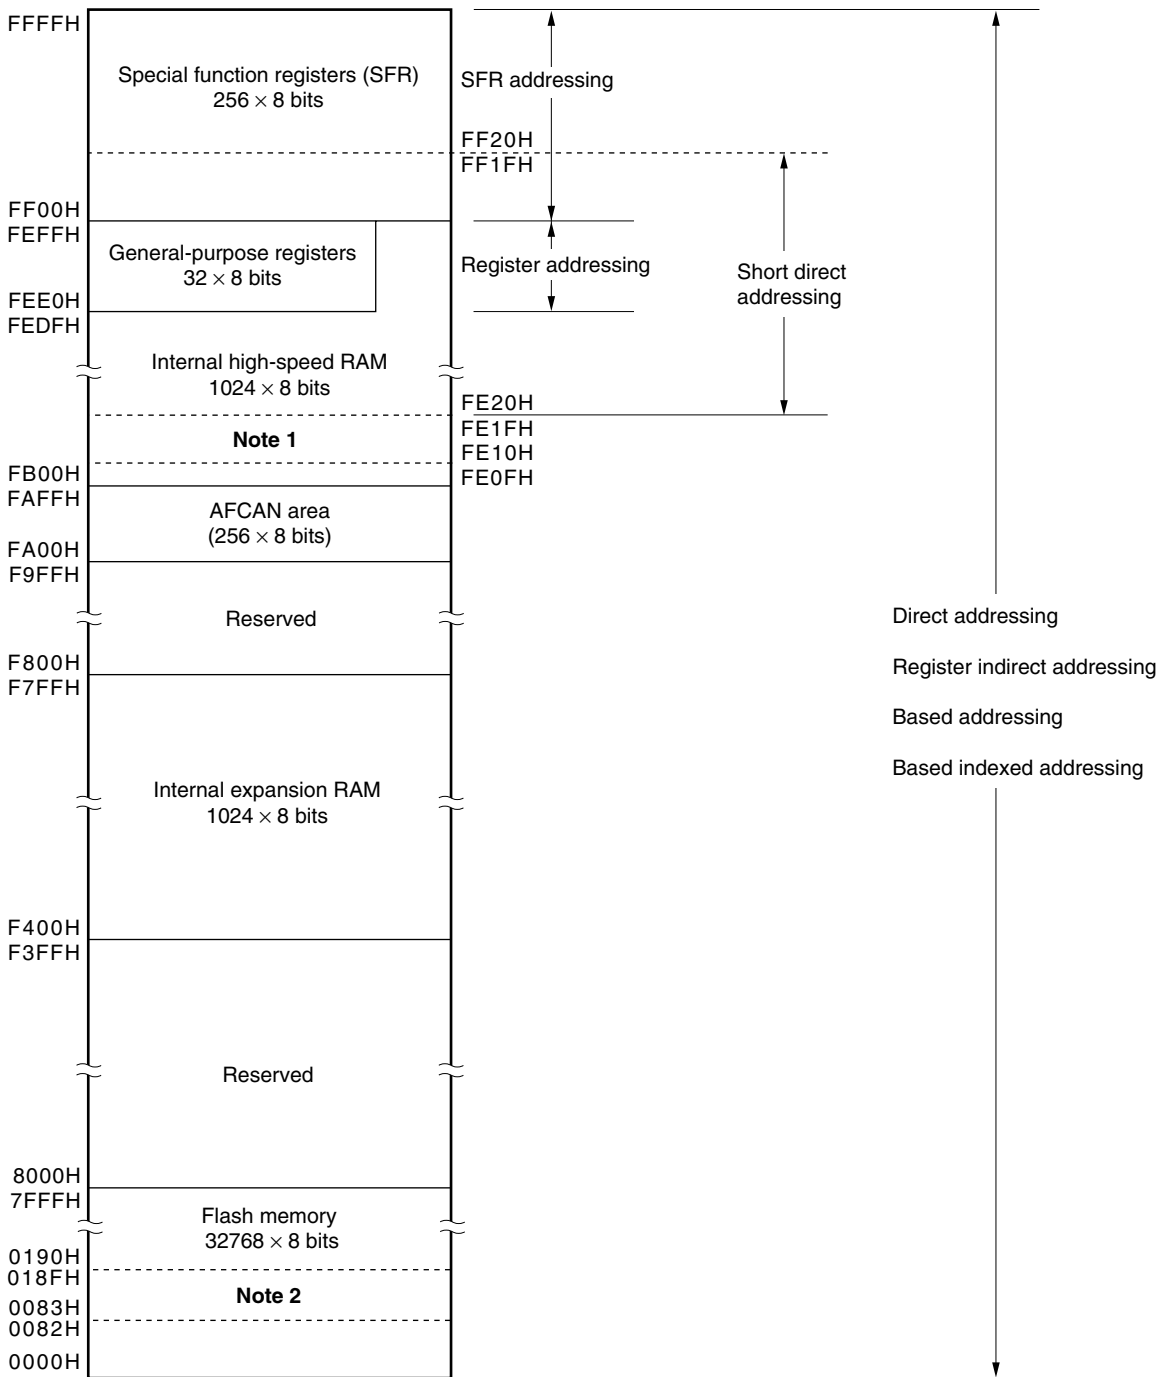 FFFFH
Special function registers (SFR)
256 × 8 bits
SFR addressing
FF20H
FF1FH
FF00H
FEFFH
General-purpose registers
32 × 8 bits
Register addressing
Short direct
addressing
FEE0H
FEDFH
Internal high-speed RAM
1024 × 8 bits
FE20H
FE1FH
Note 1
FE10H
FE0FH
FB00H
FAFFH
AFCAN area
(256 × 8 bits)
FA00H
F9FFH
Reserved
Direct addressing
Register indirect addressing
Based addressing
Based indexed addressing
F800H
F7FFH
Internal expansion RAM
1024 × 8 bits
F400H
F3FFH
Reserved
8000H
7FFFH
Flash memory
32768 × 8 bits
0190H
018FH
Note 2
0083H
0082H
0000H